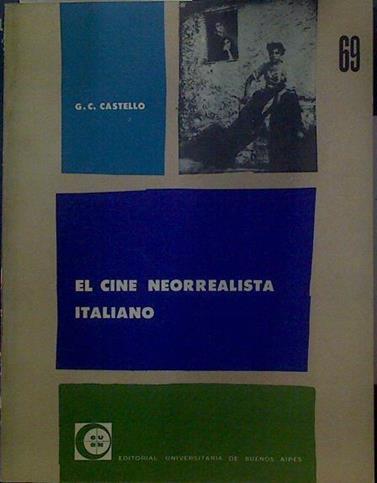 69
G. C. CASTELLO
EL CINE NEORREALISTA
ITALIANO
EDITORIAL UNIVERSITARIA DE BUENOS AIRES